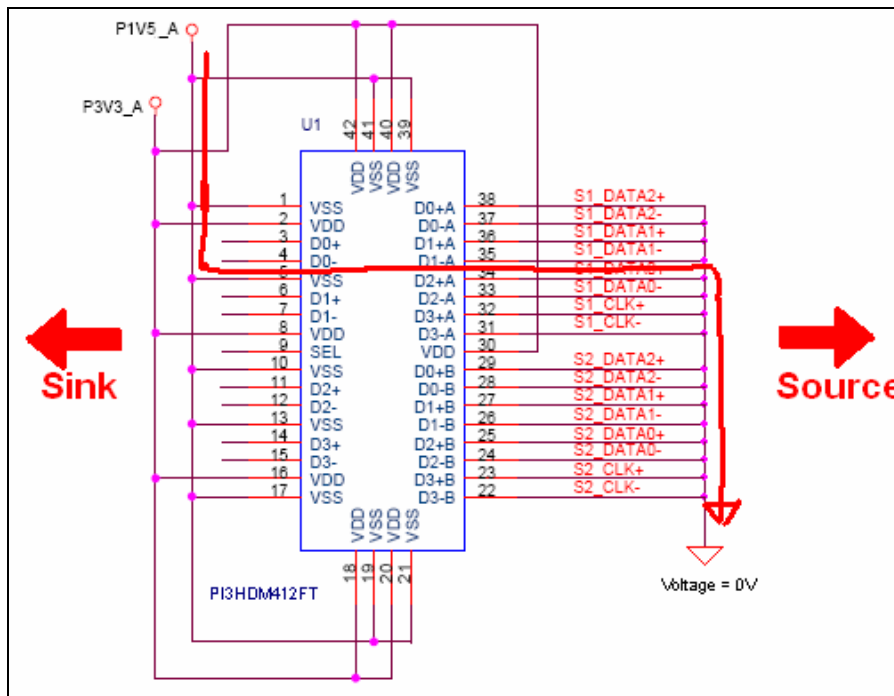 P1V5_A
P3V3_A
U1
42 41 40 39
VDD VSS VDD VSS
1 VSS D0+A 38 S1_DATA2+
2 VDD D0-A 37 S1_DATA2-
3 D0+ D1+A 36 S1_DATA1+
4 D0- D1-A 35 S1_DATA1-
5 VSS D2+A 34 S1_DATA0+
6 D1+ D2-A 33 S1_DATA0-
7 D1- D3+A 32 S1_CLK+
8 VDD D3-A 31 S1_CLK-
9 SEL VDD 30
10 VSS D0+B 29 S2_DATA2+
11 D2+ D0-B 28 S2_DATA2-
12 D2- D1+B 27 S2_DATA1+
13 VSS D1-B 26 S2_DATA1-
14 D3+ D2+B 25 S2_DATA0+
15 D3- D2-B 24 S2_DATA0-
16 VDD D3+B 23 S2_CLK+
17 VSS D3-B 22 S2_CLK-
Sink
Source
VDD VSS VDD VSS
18 19 20 21
PI3HDM412FT
Voltage = 0V